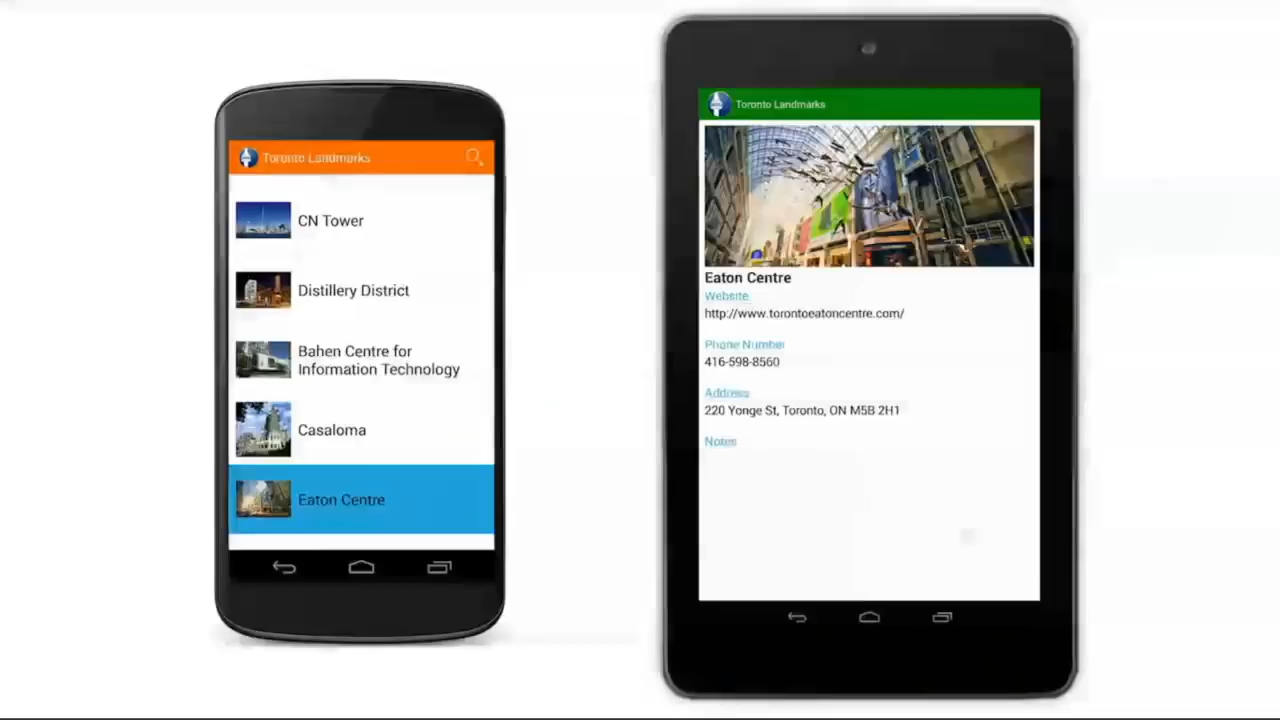 Toronto Landmarks
CN Tower
Distillery District
Bahen Centre for
Information Technology
Casaloma
Eaton Centre
Toronto Landmarks
Eaton Centre
Website
http://www.torontoeatoncentre.com/
Phone Number
416-598-8560
Address
220 Yonge St, Toronto, ON M5B 2H1
Notes